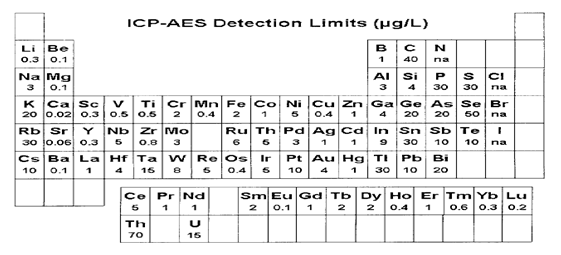 ICP-AES Detection Limits (µg/L)
Li Be B C N
0.3 0.1 1 40 na
Na Mg Al Si P S Cl
3 0.1 3 4 30 30 na
K Ca Sc V Ti Cr Mn Fe Co Ni Cu Zn Ga Ge As Se Br
20 0.02 0.3 0.5 0.5 2 0.4 2 1 5 0.4 1 4 20 20 50 na
Rb Sr Y Nb Zr Mo Ru Th Pd Ag Cd In Sn Sb Te I
30 0.06 0.3 5 0.8 3 6 5 3 1 1 9 30 10 10 na
Cs Ba La Hf Ta W Re Os Ir Pt Au Hg Tl Pb Bi
10 0.1 1 4 15 8 5 0.4 5 10 4 1 30 10 20
Ce Pr Nd Sm Eu Gd Tb Dy Ho Er Tm Yb Lu
5 1 1 2 0.1 1 2 2 0.4 1 0.6 0.3 0.2
Th U
70 15